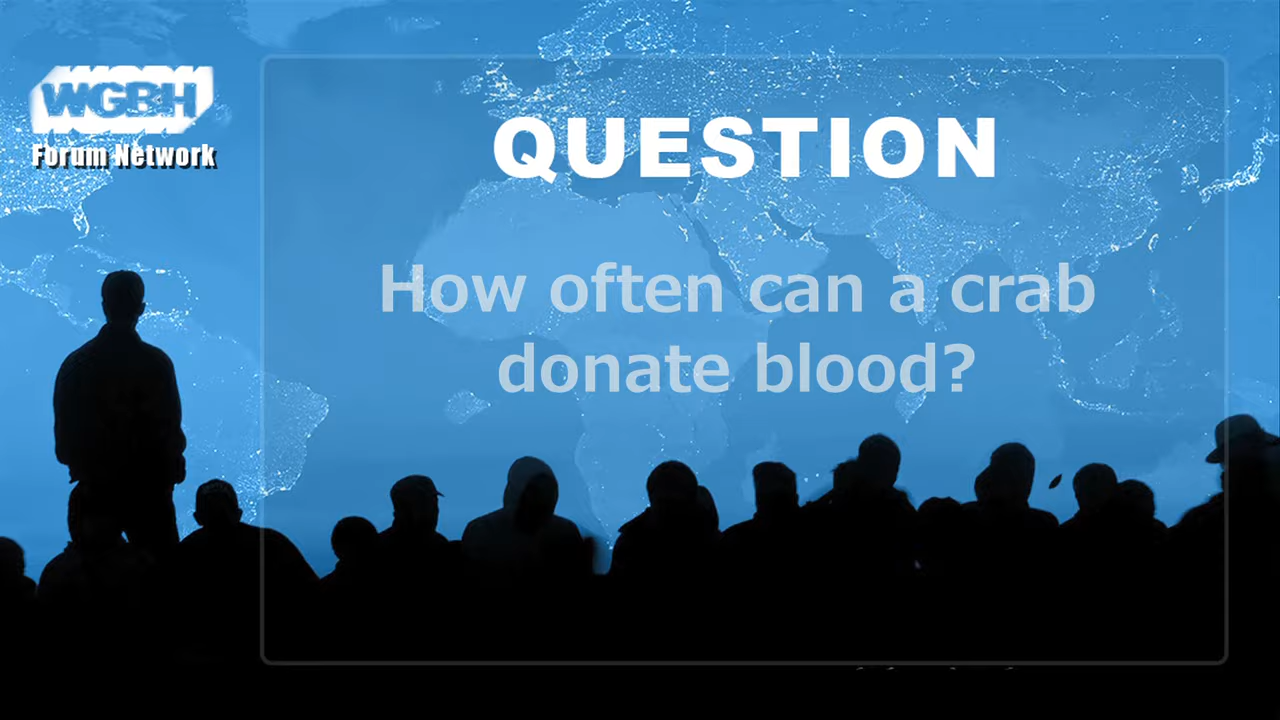 WGBH
Forum Network
QUESTION
How often can a crab
donate blood?